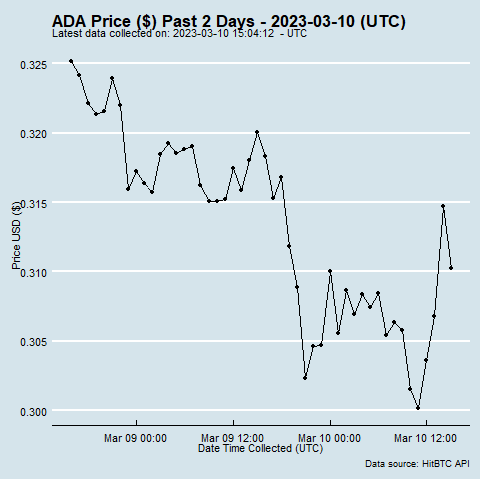 ADA Price ($) Past 2 Days - 2023-03-10 (UTC)
Latest data collected on: 2023-03-10 15:04:12 - UTC
0.325
0.320
0.315
0.310
0.305
0.300
Price USD ($)
Mar 09 00:00 Mar 09 12:00 Mar 10 00:00 Mar 10 12:00
Date Time Collected (UTC)
Data source: HitBTC API